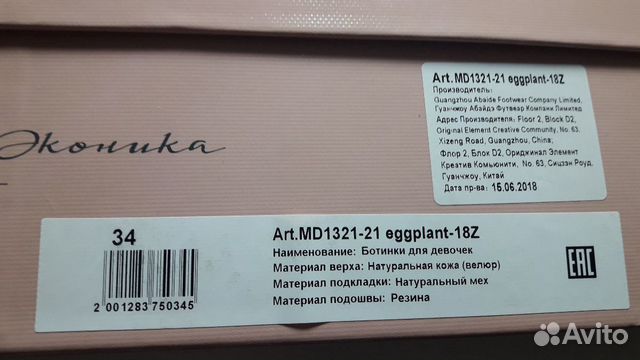 Art.MD1321-21 eggplant-18Z
Производитель:
Guangzhou Abaide Footwear Company Limited,
Гуанчжоу Абайдэ Футвеар Компани Лимитед
Адрес Производителя: Floor 2, Block D2,
Original Element Creative Community, No. 63,
Xizeng Road, Guangzhou, China;
Флор 2, Блок D2, Ориджинал Элемент
Креатив Комьюнити, No. 63, Сицзэн Роуд,
Гуанчжоу, Китай
Дата пр-ва: 15.06.2018
Эконика
34
2 001283 750345
Art.MD1321-21 eggplant-18Z
Наименование: Ботинки для девочек
Материал верха: Натуральная кожа (велюр)
Материал подкладки: Натуральный мех
Материал подошвы: Резина
EAC
Avito